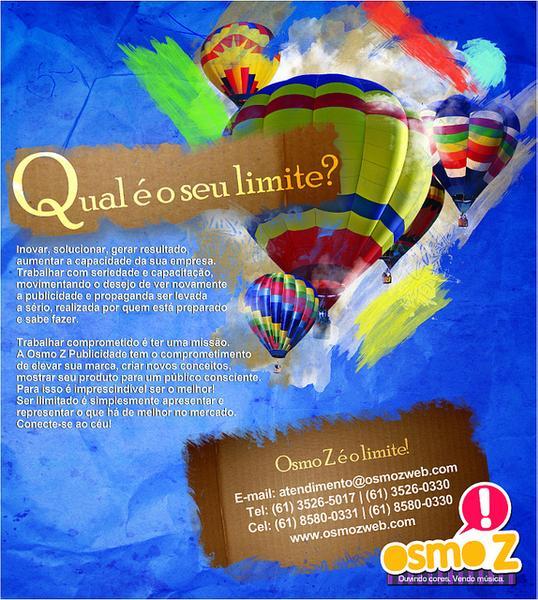 Qual é o seu limite?
Inovar, solucionar, gerar resultado,
aumentar a capacidade da sua empresa.
Trabalhar com seriedade e capacitação,
movimentando o desejo de ver novamente
a publicidade e propaganda ser levada
a sério, realizada por quem está preparado
e sabe fazer.
Trabalhar comprometido é ter uma missão.
A Osmo Z Publicidade tem o comprometimento
de elevar sua marca, criar novos conceitos,
mostrar seu produto para um público consciente.
Para isso é imprescindível ser o melhor!
Ser Ilimitado é simplesmente apresentar e
representar o que há de melhor no mercado.
Conecte-se ao céu!
Osmo Z é o limite!
E-mail: atendimento@osmozweb.com
Tel: (61) 3526-5017 | (61) 3526-0330
Cel: (61) 8580-0331 | (61) 8580-0330
www.osmozweb.com
!
osmo Z
Ouvindo cores. Vendo música.